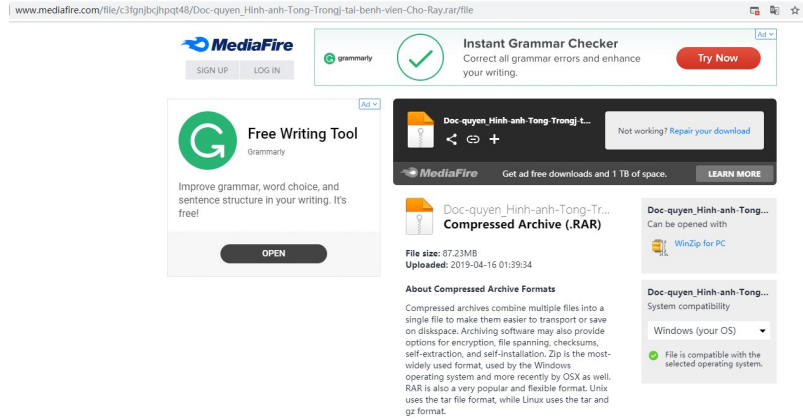 www.mediafire.com/file/c3fgnjbcjhpqt48/Doc-quyen_Hinh-anh-Tong-Trongj-tai-benh-vien-Cho-Ray.rar/file
MediaFire
SIGN UP LOG IN
Ad
grammarly
Instant Grammar Checker
Correct all grammar errors and enhance
your writing.
Try Now
Ad
Free Writing Tool
Grammarly
Improve grammar, word choice, and
sentence structure in your writing. It's
free!
OPEN
Doc-quyen_Hinh-anh-Tong-Trongj-t...
Not working? Repair your download
MediaFire
Get ad free downloads and 1 TB of space.
LEARN MORE
Doc-quyen_Hinh-anh-Tong-Tr...
Compressed Archive (.RAR)
File size: 87.23MB
Uploaded: 2019-04-16 01:39:34
About Compressed Archive Formats
Compressed archives combine multiple files into a
single file to make them easier to transport or save
on diskspace. Archiving software may also provide
options for encryption, file spanning, checksums,
self-extraction, and self-installation. Zip is the most-
widely used format, used by the Windows
operating system and more recently by OSX as well.
RAR is also a very popular and flexible format. Unix
uses the tar file format, while Linux uses the tar and
gz format.
Doc-quyen_Hinh-anh-Tong...
Can be opened with
WinZip for PC
Doc-quyen_Hinh-anh-Tong...
System compatibility
Windows (your OS)
File is compatible with the
selected operating system.